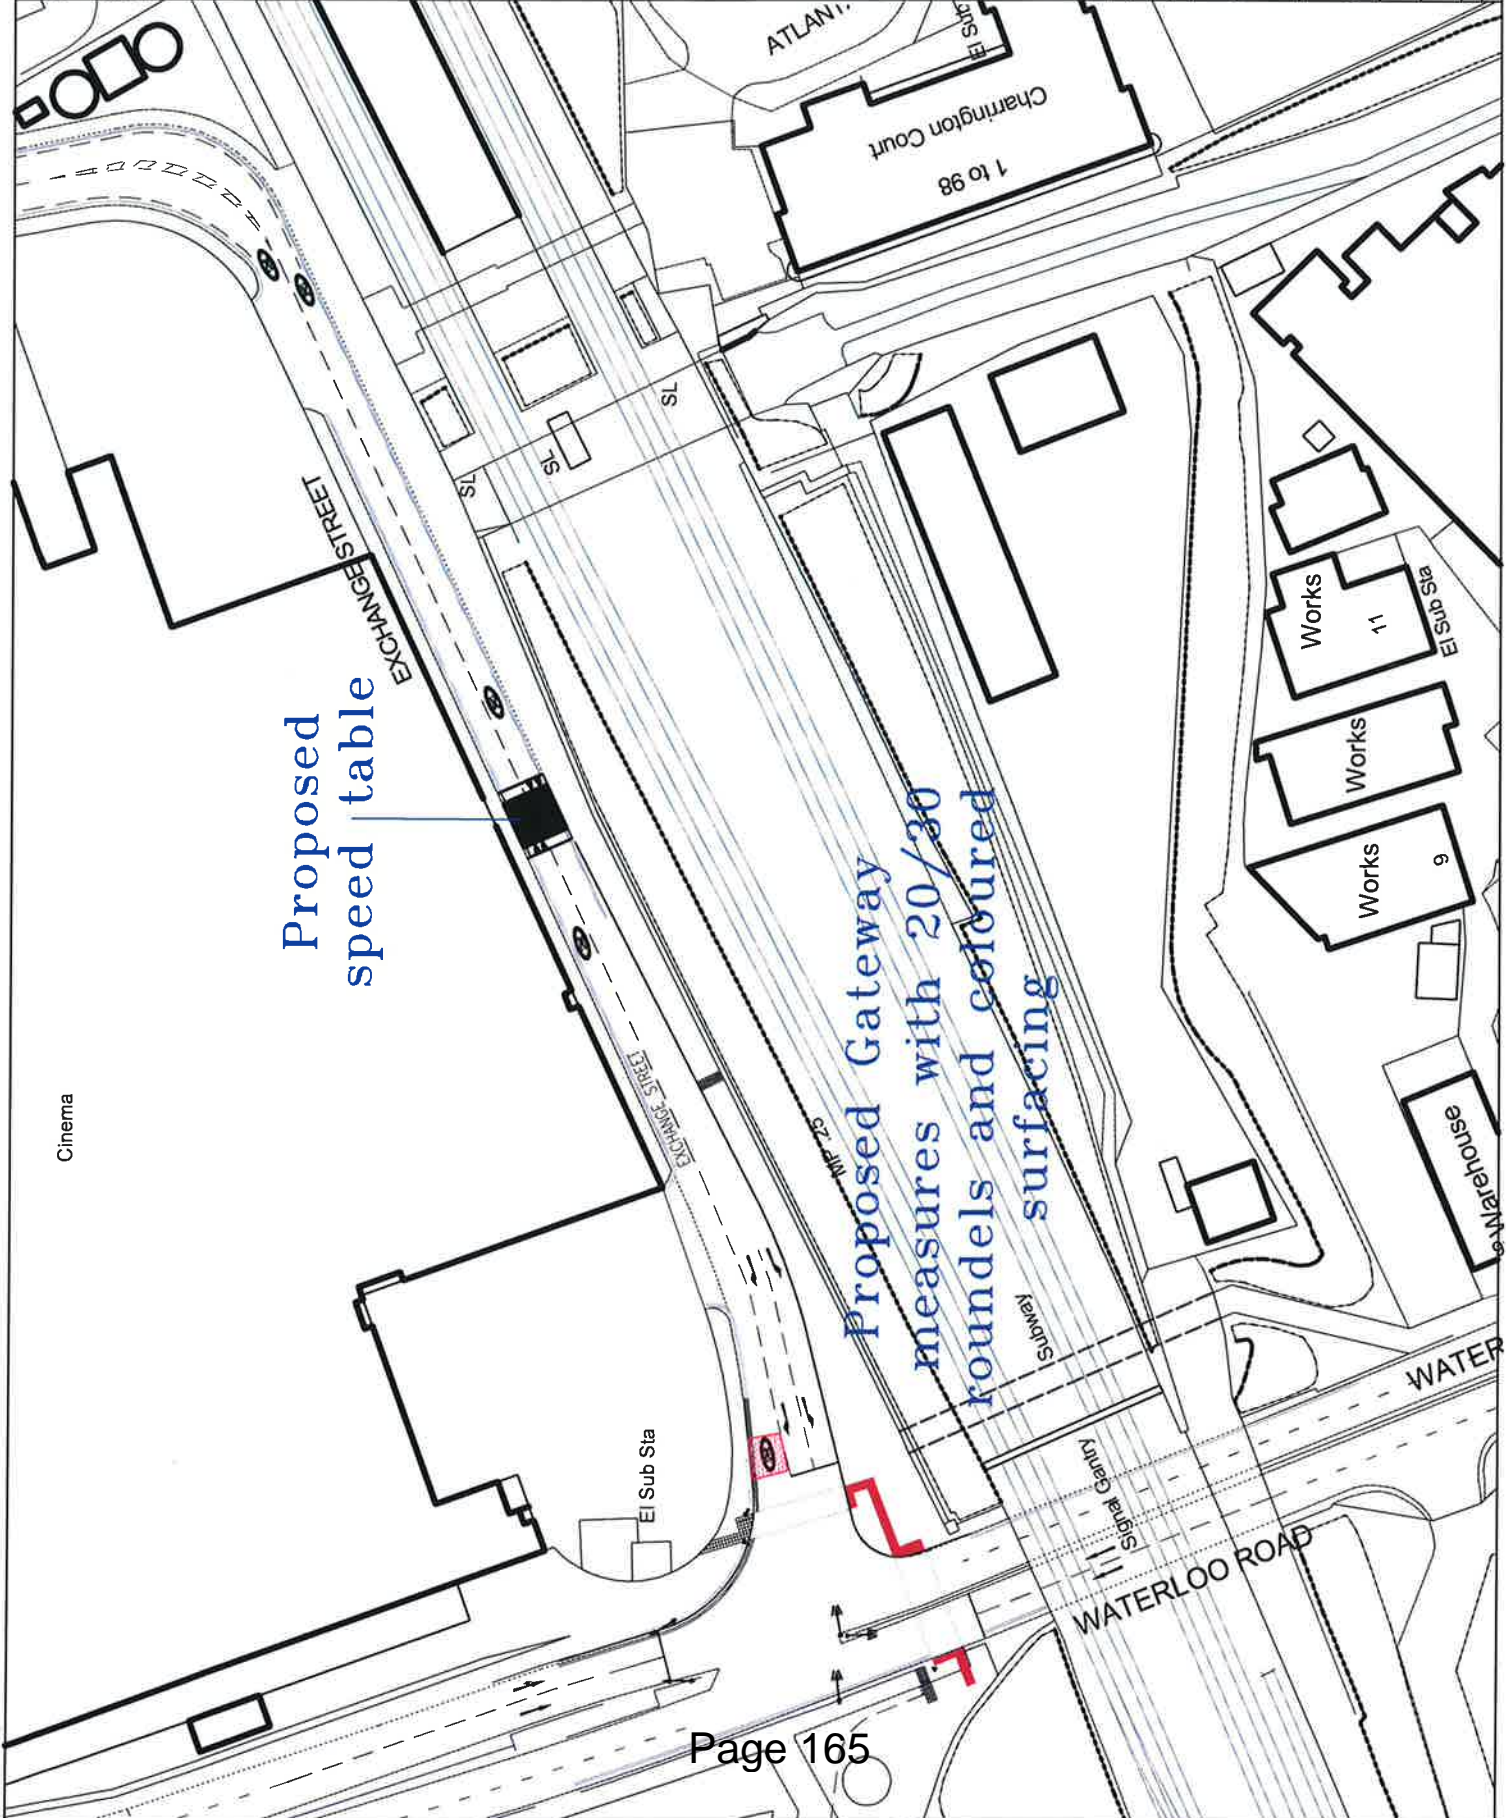 ATLANT
El Sub
Charrington Court
1 to 98
SL
SL
SL
EXCHANGE STREET
Proposed
speed table
Works
11
El Sub Sta
Works
Works
9
Cinema
EXCHANGE STREET
MP .25
Proposed Gateway
measures with 20/30
roundels and coloured
surfacing
Warehouse
Subway
WATER
El Sub Sta
Signal Gantry
WATERLOO ROAD
Page 165